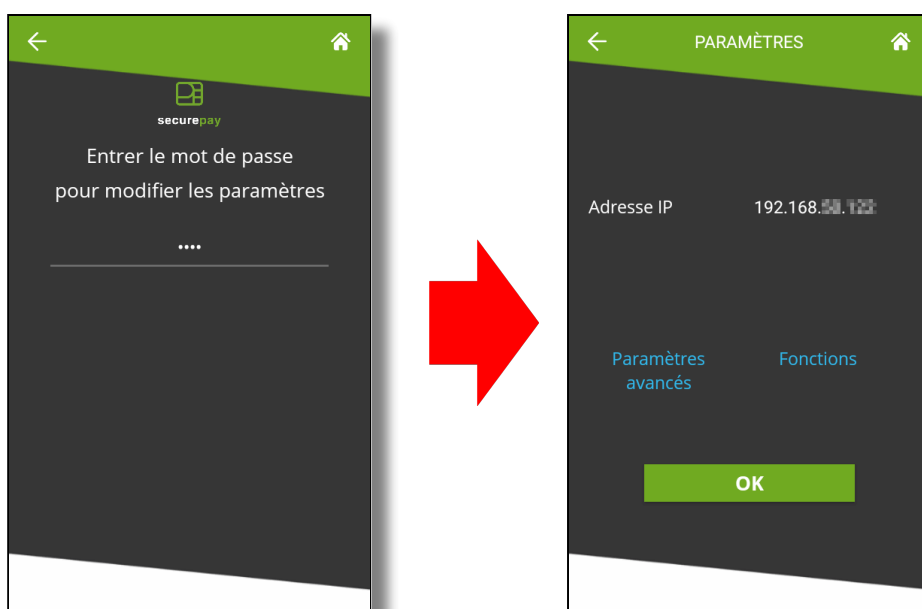 securepay
Entrer le mot de passe
pour modifier les paramètres
••••
PARAMÈTRES
Adresse IP 192.168.
Paramètres
avancés
Fonctions
OK